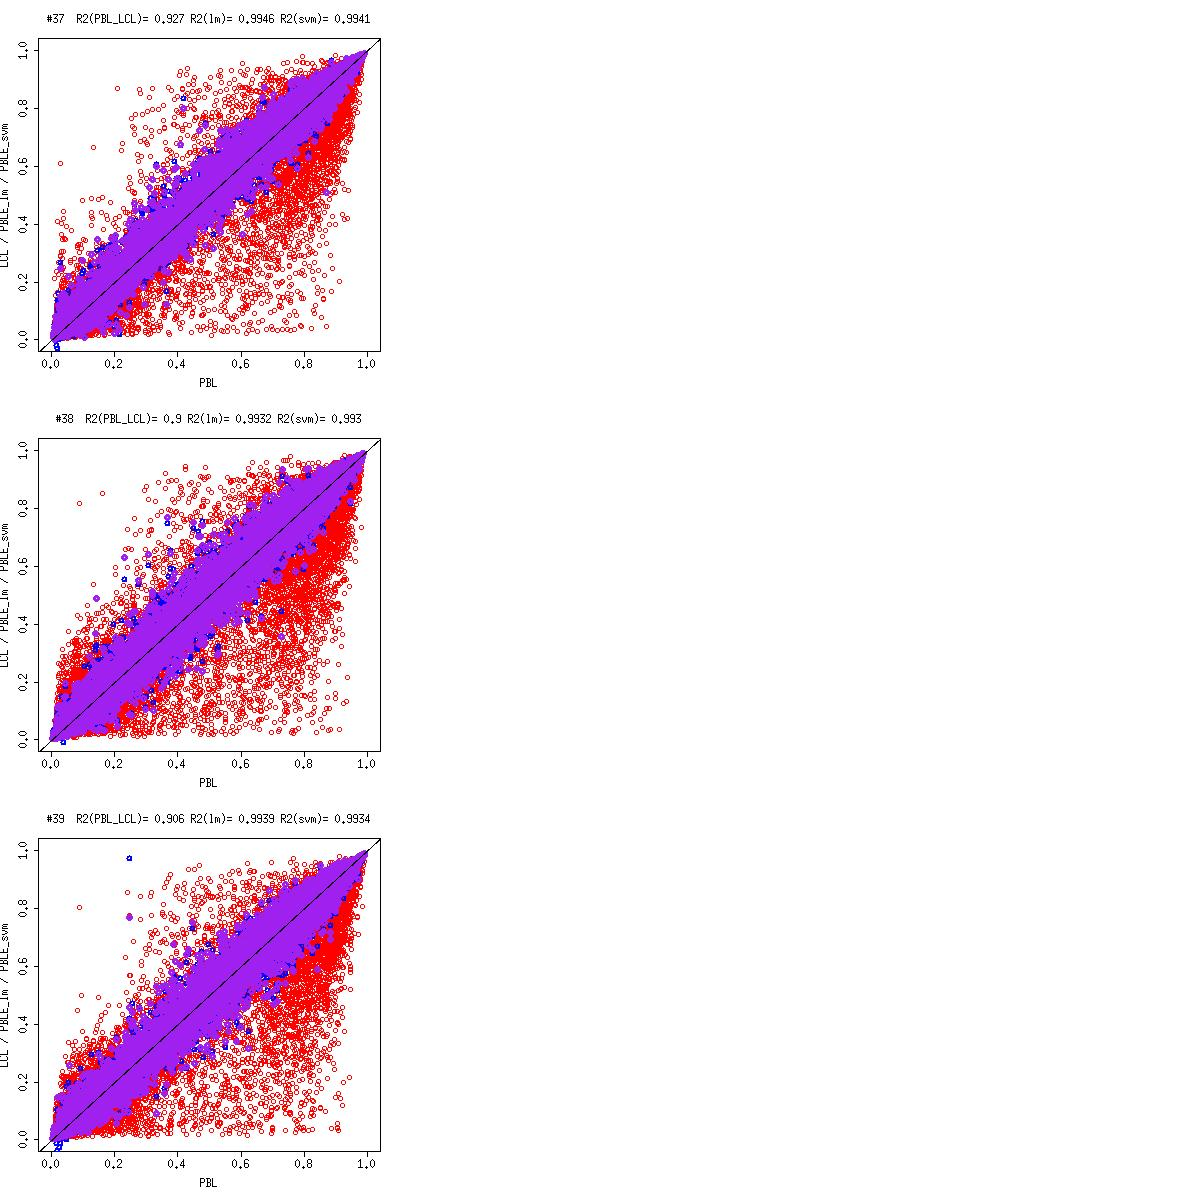 #37 R2(PBL_LCL)= 0.927 R2(lm)= 0.9946 R2(svm)= 0.9941
LCL / PBLE_lm / PBLE_svm
1.0
0.8
0.6
0.4
0.2
0.0
0.0 0.2 0.4 0.6 0.8 1.0
PBL
#38 R2(PBL_LCL)= 0.9 R2(lm)= 0.9932 R2(svm)= 0.993
LCL / PBLE_lm / PBLE_svm
1.0
0.8
0.6
0.4
0.2
0.0
0.0 0.2 0.4 0.6 0.8 1.0
PBL
#39 R2(PBL_LCL)= 0.906 R2(lm)= 0.9939 R2(svm)= 0.9934
LCL / PBLE_lm / PBLE_svm
1.0
0.8
0.6
0.4
0.2
0.0
0.0 0.2 0.4 0.6 0.8 1.0
PBL